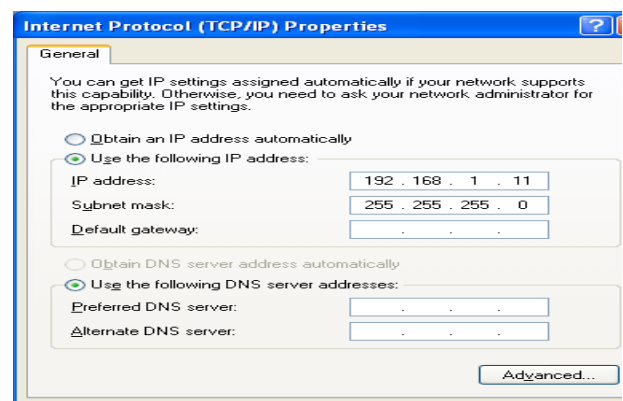 Internet Protocol (TCP/IP) Properties
General
You can get IP settings assigned automatically if your network supports
this capability. Otherwise, you need to ask your network administrator for
the appropriate IP settings.
Obtain an IP address automatically
Use the following IP address:
IP address: 192 . 168 . 1 . 11
Subnet mask: 255 . 255 . 255 . 0
Default gateway: . . .
Obtain DNS server address automatically
Use the following DNS server addresses:
Preferred DNS server: . . .
Alternate DNS server: . . .
Advanced...